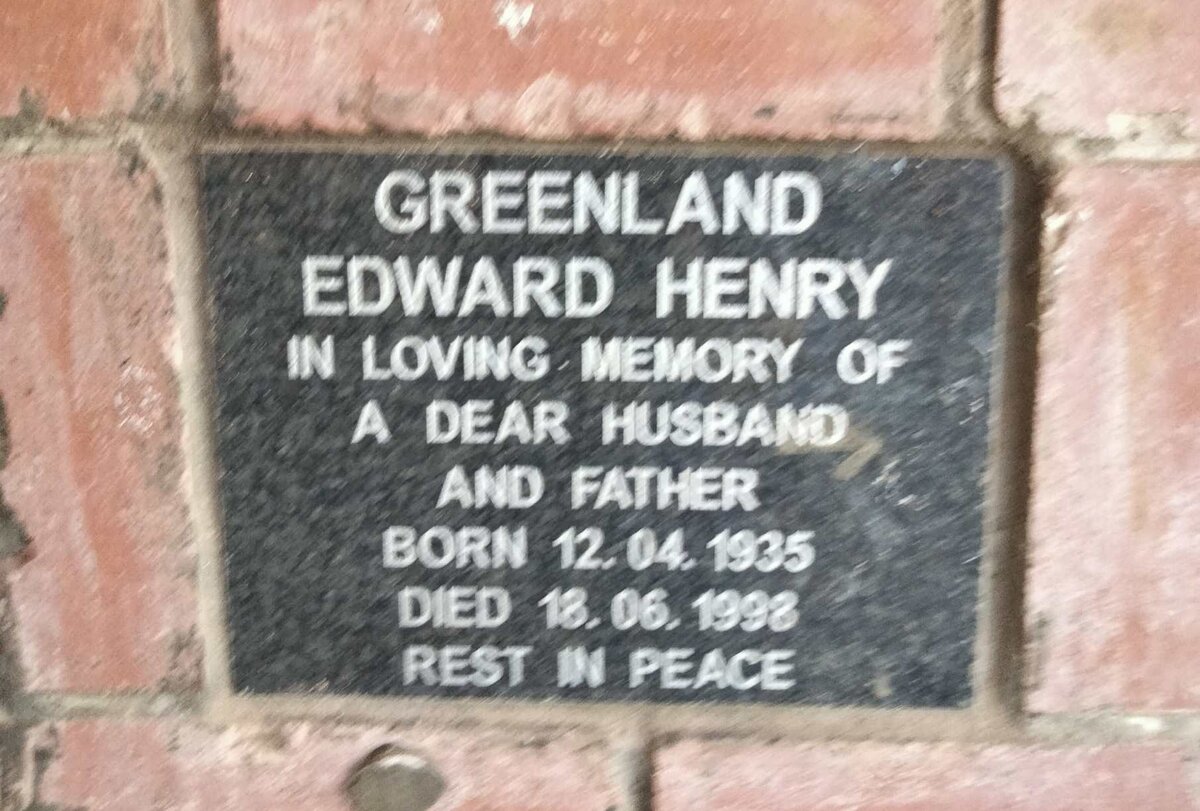 GREENLAND
EDWARD HENRY
IN LOVING MEMORY OF
A DEAR HUSBAND
AND FATHER
BORN 12.04.1935
DIED 18.06.1998
REST IN PEACE